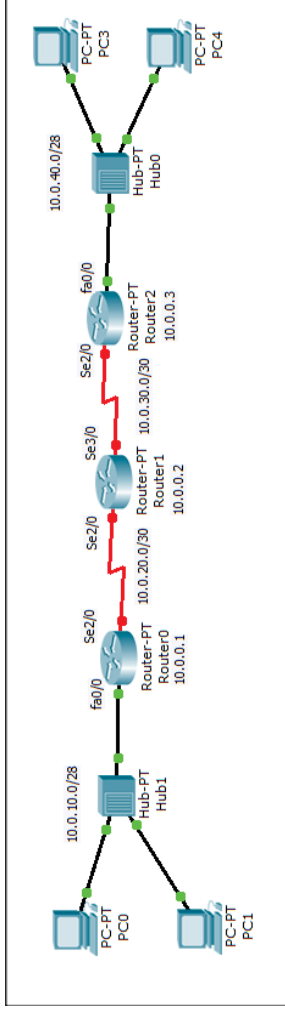 PC-PT
PC0
PC-PT
PC1
10.0.10.0/28
Hub-PT
Hub1
fa0/0
Se2/0
Router-PT
Router0
10.0.0.1
10.0.20.0/30
Se2/0
Se3/0
Router-PT
Router1
10.0.0.2
10.0.30.0/30
Se2/0
fa0/0
Router-PT
Router2
10.0.0.3
10.0.40.0/28
Hub-PT
Hub0
PC-PT
PC3
PC-PT
PC4